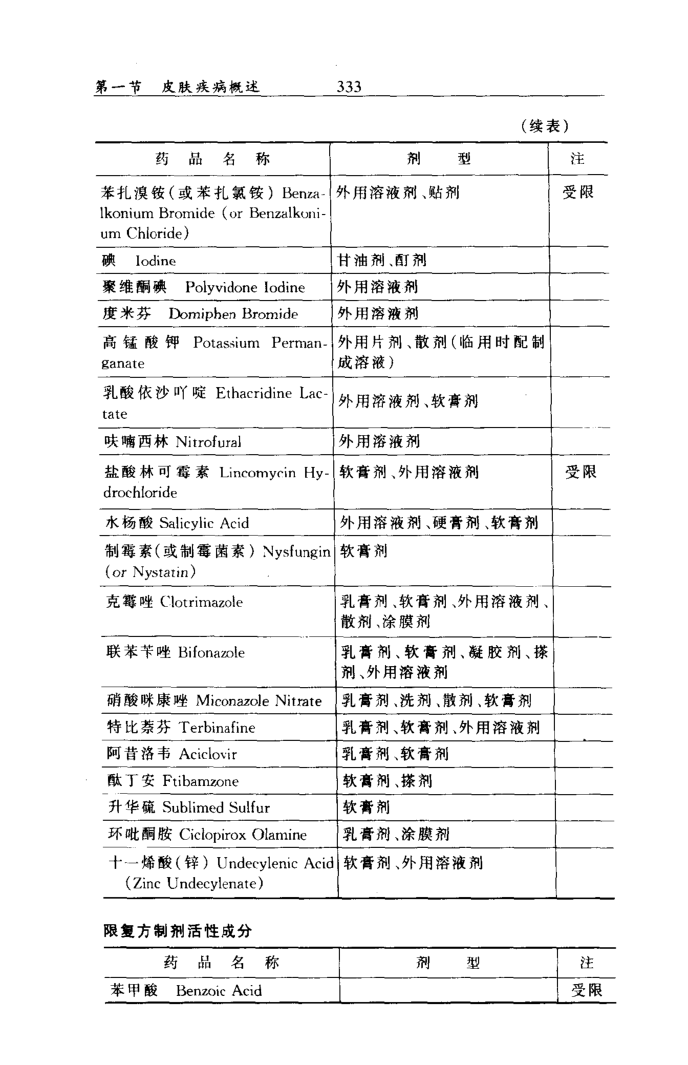 第一节 皮肤疾病概述 333
(续表)
药 品 名 称 剂 型 注
苯扎溴铵(或苯扎氯铵) Benza- 外用溶液剂、贴剂 受限
lkonium Bromide (or Benzalkoni-
um Chloride)
碘 Iodine 甘油剂、酊剂
聚维酮碘 Polyvidone Iodine 外用溶液剂
度米芬 Domiphen Bromide 外用溶液剂
高锰酸钾 Potassium Perman- 外用片剂、散剂(临用时配制
ganate 成溶液)
乳酸依沙吖啶 Ethacridine Lac- 外用溶液剂、软膏剂
tate
呋喃西林 Nitrofural 外用溶液剂
盐酸林可霉素 Lincomycin Hy- 软膏剂、外用溶液剂 受限
drochloride
水杨酸 Salicylic Acid 外用溶液剂、硬膏剂、软膏剂
制霉素(或制霉菌素) Nysfungin 软膏剂
(or Nystatin)
克霉唑 Clotrimazole 乳膏剂、软膏剂、外用溶液剂、
散剂、涂膜剂
联苯苄唑 Bifonazole 乳膏剂、软膏剂、凝胶剂、搽
剂、外用溶液剂
硝酸咪康唑 Miconazole Nitrate 乳膏剂、洗剂、散剂、软膏剂
特比萘芬 Terbinafine 乳膏剂、软膏剂、外用溶液剂
阿昔洛韦 Aciclovir 乳膏剂、软膏剂
酞丁安 Ftibamzone 软膏剂、搽剂
升华硫 Sublimed Sulfur 软膏剂
环吡酮胺 Ciclopirox Olamine 乳膏剂、涂膜剂
十一烯酸(锌) Undecylenic Acid 软膏剂、外用溶液剂
(Zinc Undecylenate)
限复方制剂活性成分
药 品 名 称 剂 型 注
苯甲酸 Benzoic Acid 受限